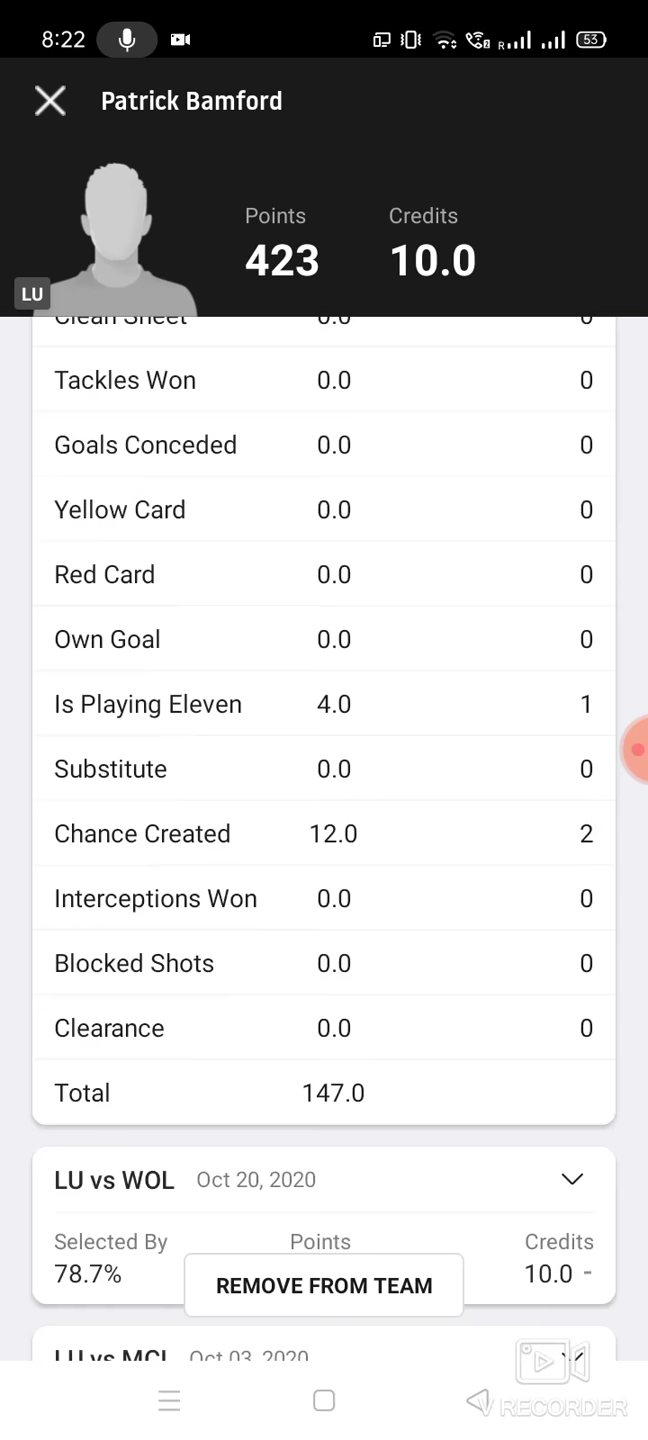 8:22 R 53
Patrick Bamford
Points Credits
423 10.0
LU
Clean Sheet 0.0 0
Tackles Won 0.0 0
Goals Conceded 0.0 0
Yellow Card 0.0 0
Red Card 0.0 0
Own Goal 0.0 0
Is Playing Eleven 4.0 1
Substitute 0.0 0
Chance Created 12.0 2
Interceptions Won 0.0 0
Blocked Shots 0.0 0
Clearance 0.0 0
Total 147.0
LU vs WOL Oct 20, 2020
Selected By Points Credits
78.7% 10.0 -
REMOVE FROM TEAM
LU vs MCI Oct 03, 2020
V RECORDER